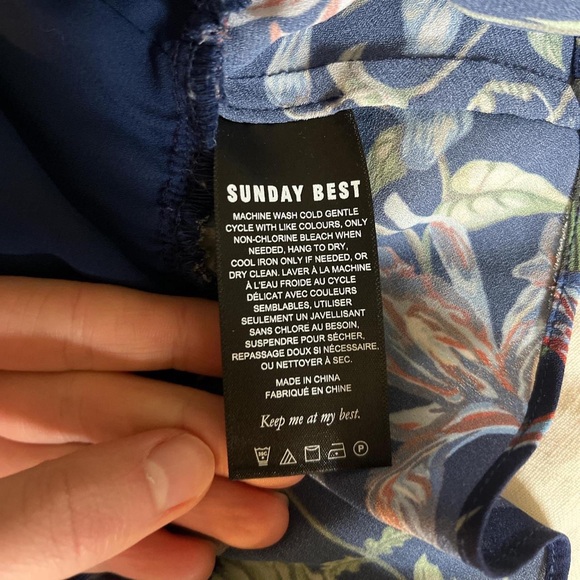 SUNDAY BEST
MACHINE WASH COLD GENTLE
CYCLE WITH LIKE COLOURS, ONLY
NON-CHLORINE BLEACH WHEN
NEEDED, HANG TO DRY,
COOL IRON ONLY IF NEEDED, OR
DRY CLEAN. LAVER À LA MACHINE
À L'EAU FROIDE AU CYCLE
DÉLICAT AVEC COULEURS
SEMBLABLES, UTILISER
SEULEMENT UN JAVELLISANT
SANS CHLORE AU BESOIN,
SUSPENDRE POUR SÉCHER,
REPASSAGE DOUX SI NÉCESSAIRE,
OU NETTOYER À SEC.
MADE IN CHINA
FABRIQUÉ EN CHINE
Keep me at my best.
P